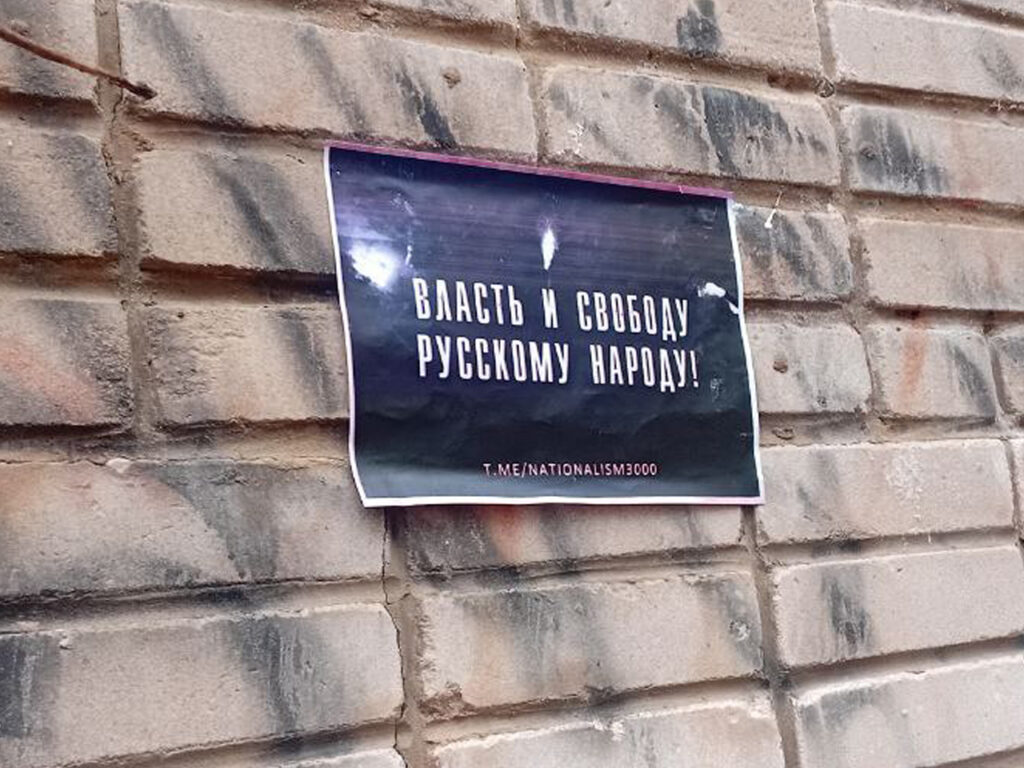 ВЛАСТЬ И СВОБОДУ
РУССКОМУ НАРОДУ!
T.ME/NATIONALISM3000